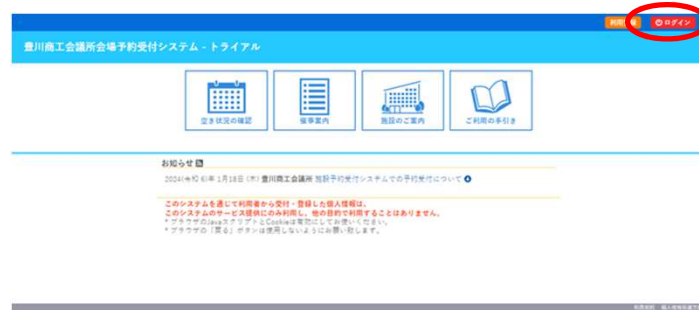 ログイン
豊川商工会議所会場予約受付システム - トライアル
空き状況の確認
催事案内
施設のご案内
ご利用の手引き
お知らせ
2024(令和 6)年 1月18日 (木) 豊川商工会議所 施設予約受付システムでの予約受付について
このシステムを通じて利用者から受付・登録した個人情報は、
このシステムのサービス提供にのみ利用し、他の目的で利用することはありません。
* ブラウザのJavaスクリプトとCookieは有効にしてお使いください。
* ブラウザの「戻る」ボタンは使用しないようにお願い致します。
利用規約